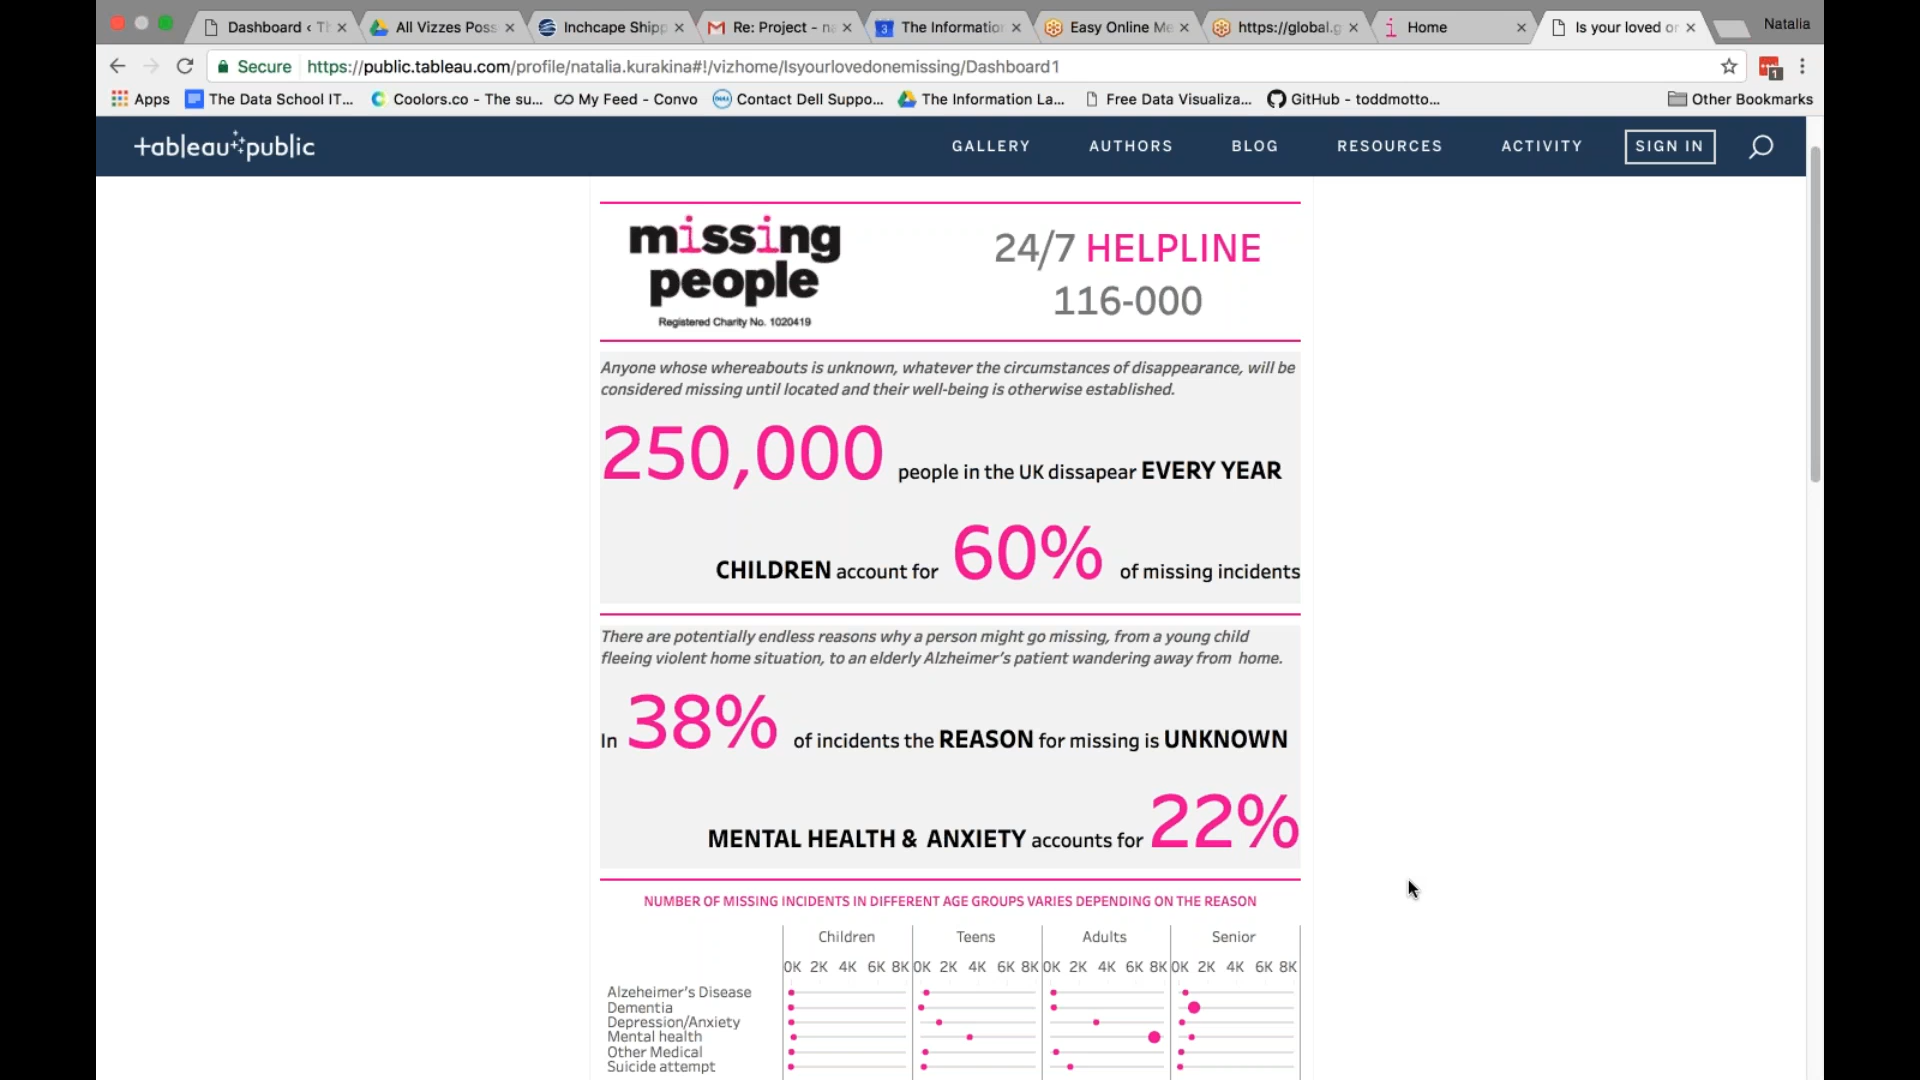 Dashboard ‹ Th
All Vizzes Poss
Inchcape Shipp
Re: Project - na
3 The Information
Easy Online Me
https://global.g
Home
Is your loved on
Natalia
Secure https://public.tableau.com/profile/natalia.kurakina#!/vizhome/Isyourlovedonemissing/Dashboard1
1
Apps The Data School IT... Coolors.co - The su... My Feed - Convo Contact Dell Suppo... The Information La... Free Data Visualiza... GitHub - toddmotto... Other Bookmarks
+ableau public
GALLERY AUTHORS BLOG RESOURCES ACTIVITY SIGN IN
missing
people
Registered Charity No. 1020419
24/7 HELPLINE
116-000
Anyone whose whereabouts is unknown, whatever the circumstances of disappearance, will be
considered missing until located and their well-being is otherwise established.
250,000 people in the UK dissapear EVERY YEAR
CHILDREN account for 60% of missing incidents
There are potentially endless reasons why a person might go missing, from a young child
fleeing violent home situation, to an elderly Alzheimer's patient wandering away from home.
In 38% of incidents the REASON for missing is UNKNOWN
MENTAL HEALTH & ANXIETY accounts for 22%
NUMBER OF MISSING INCIDENTS IN DIFFERENT AGE GROUPS VARIES DEPENDING ON THE REASON
Children Teens Adults Senior
0K 2K 4K 6K 8K 0K 2K 4K 6K 8K 0K 2K 4K 6K 8K 0K 2K 4K 6K 8K
Alzeheimer's Disease
Dementia
Depression/Anxiety
Mental health
Other Medical
Suicide attempt